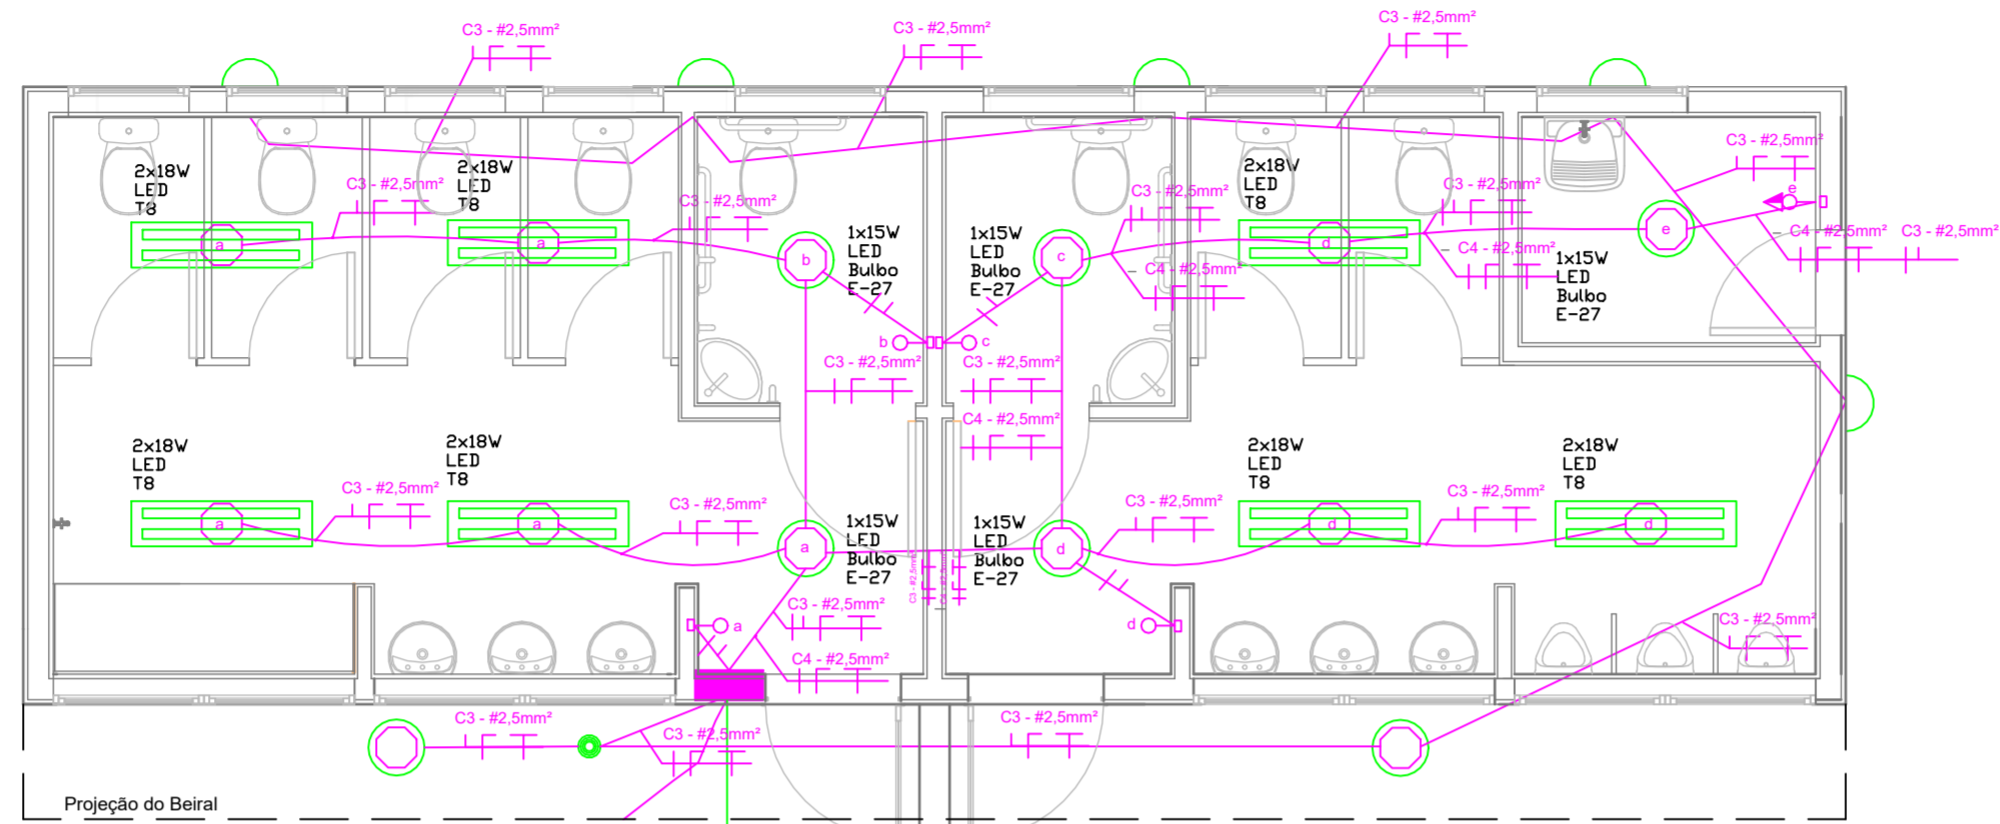 C3 - #2,5mm²
C3 - #2,5mm²
C3 - #2,5mm²
C3 - #2,5mm²
2x18W
LED
T8
C3 - #2,5mm²
2x18W
LED
T8
C3 - #2,5mm²
C3 - #2,5mm²
2x18W
LED
T8
C3 - #2,5mm²
e
a
a
b
1x15W
LED
Bulbo
E-27
1x15W
LED
Bulbo
E-27
c
C4 - #2,5mm²
d
C4 - #2,5mm²
e
1x15W
LED
Bulbo
E-27
C4 - #2,5mm²
C3 - #2,5mm²
b
c
C3 - #2,5mm²
C3 - #2,5mm²
C4 - #2,5mm²
2x18W
LED
T8
2x18W
LED
T8
2x18W
LED
T8
2x18W
LED
T8
C3 - #2,5mm²
C3 - #2,5mm²
C3 - #2,5mm²
C3 - #2,5mm²
a
a
a
1x15W
LED
Bulbo
E-27
1x15W
LED
Bulbo
E-27
d
d
d
C3 - #2,5mm²
C4 - #2,5mm²
C3 - #2,5mm²
a
d
C3 - #2,5mm²
C4 - #2,5mm²
C3 - #2,5mm²
C3 - #2,5mm²
C3 - #2,5mm²
Projeção do Beiral